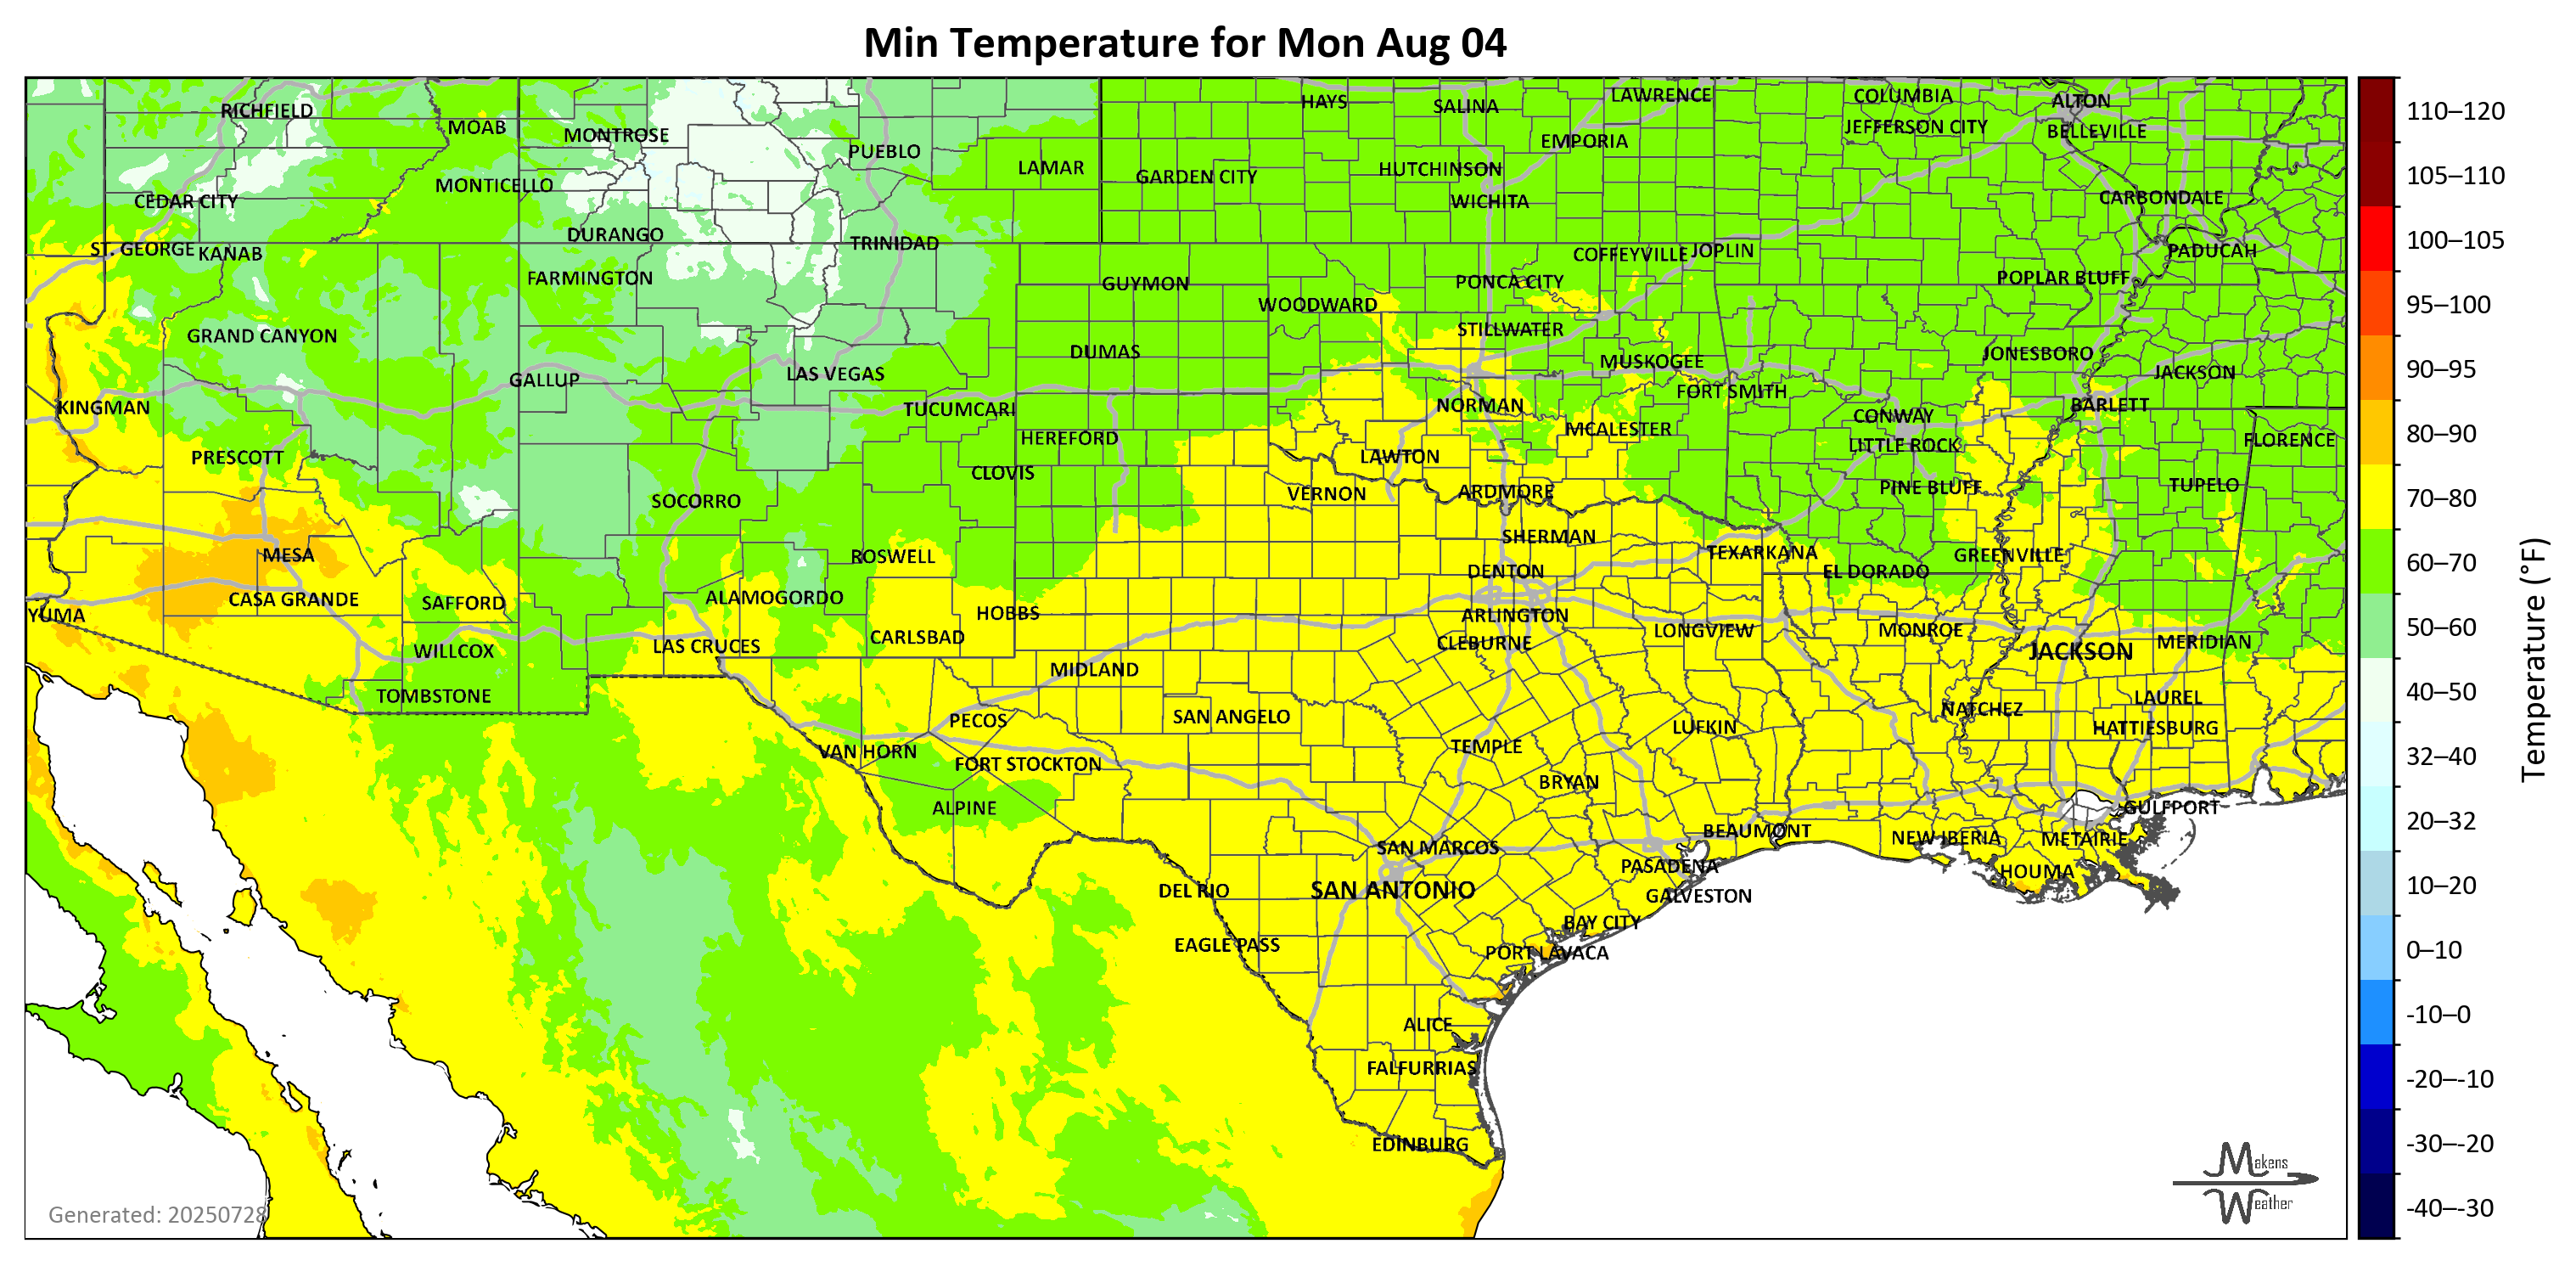 Min Temperature for Mon Aug 04
RICHFIELD
MOAB
MONTROSE
PUEBLO
LAMAR
HAYS
SALINA
LAWRENCE
COLUMBIA
ALTON
GARDEN CITY
HUTCHINSON
EMPORIA
JEFFERSON CITY
BELLEVILLE
CEDAR CITY
MONTICELLO
WICHITA
CARBONDALE
ST. GEORGE
KANAB
DURANGO
TRINIDAD
COFFEYVILLE
JOPLIN
PADUCAH
FARMINGTON
GUYMON
WOODWARD
PONCA CITY
POPLAR BLUFF
GRAND CANYON
DUMAS
STILLWATER
MUSKOGEE
JONESBORO
JACKSON
KINGMAN
GALLUP
LAS VEGAS
TUCUMCARI
NORMAN
FORT SMITH
CONWAY
BARLETT
PRESCOTT
HEREFORD
CLOVIS
LAWTON
MCALESTER
LITTLE ROCK
FLORENCE
SOCORRO
VERNON
ARDMORE
PINE BLUFF
TUPELO
MESA
ROSWELL
SHERMAN
TEXARKANA
GREENVILLE
YUMA
CASA GRANDE
SAFFORD
ALAMOGORDO
HOBBS
DENTON
ARLINGTON
EL DORADO
WILLCOX
LAS CRUCES
CARLSBAD
CLEBURNE
LONGVIEW
MONROE
JACKSON
MERIDIAN
TOMBSTONE
MIDLAND
PECOS
SAN ANGELO
NATCHEZ
LAUREL
VAN HORN
FORT STOCKTON
TEMPLE
LUFKIN
HATTIESBURG
ALPINE
BRYAN
GULFPORT
SAN MARCOS
BEAUMONT
NEW IBERIA
METAIRIE
DEL RIO
SAN ANTONIO
PASADENA
GALVESTON
HOUMA
EAGLE PASS
BAY CITY
PORT LAVACA
ALICE
FALFURRIAS
EDINBURG
Generated: 20250728
Makens
Weather
110–120
105–110
100–105
95–100
90–95
80–90
70–80
60–70
50–60
40–50
32–40
20–32
10–20
0–10
-10–0
-20–-10
-30–-20
-40–-30
Temperature (°F)